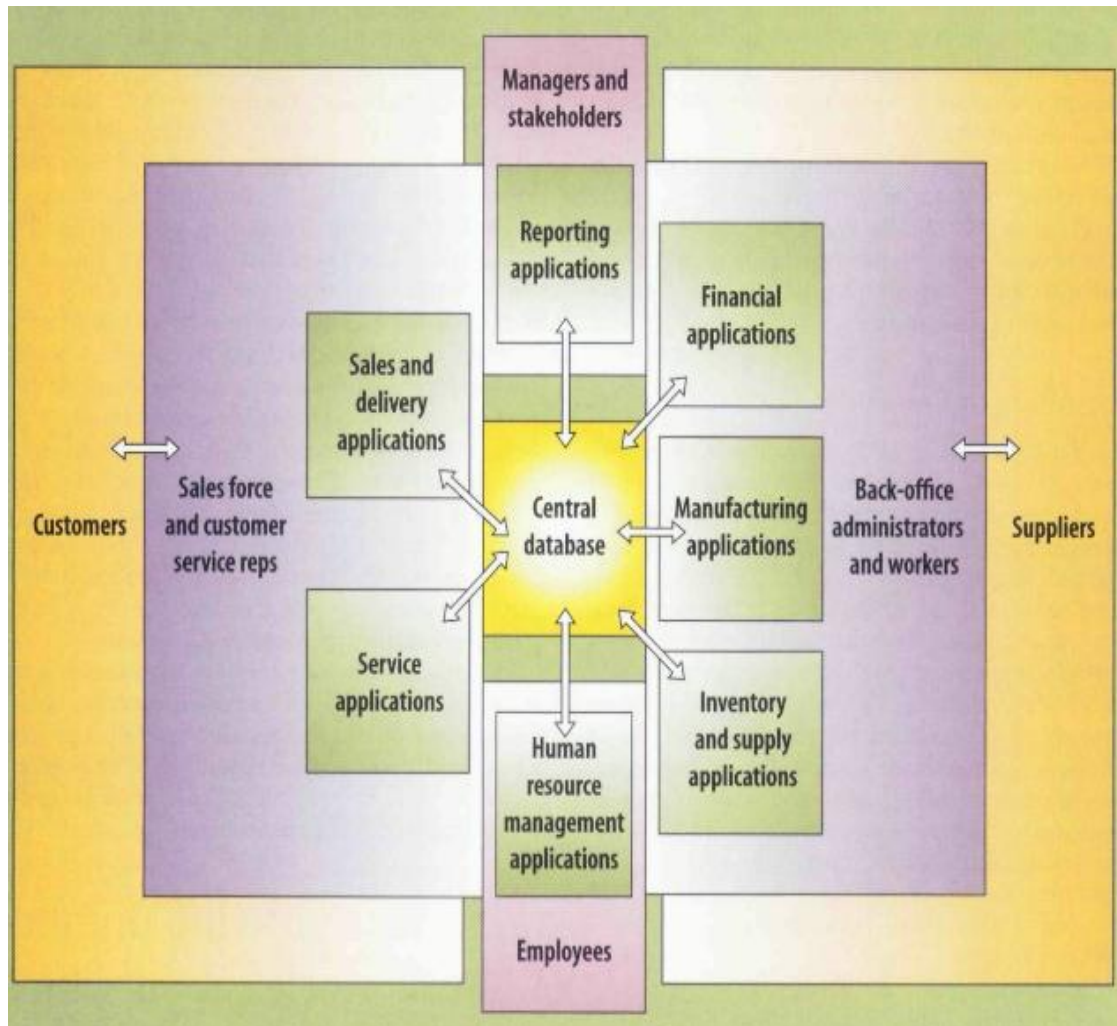 Managers and
stakeholders
Reporting
applications
Financial
applications
Sales and
delivery
applications
Customers
Sales force
and customer
service reps
Central
database
Manufacturing
applications
Back-office
administrators
and workers
Suppliers
Service
applications
Inventory
and supply
applications
Human
resource
management
applications
Employees